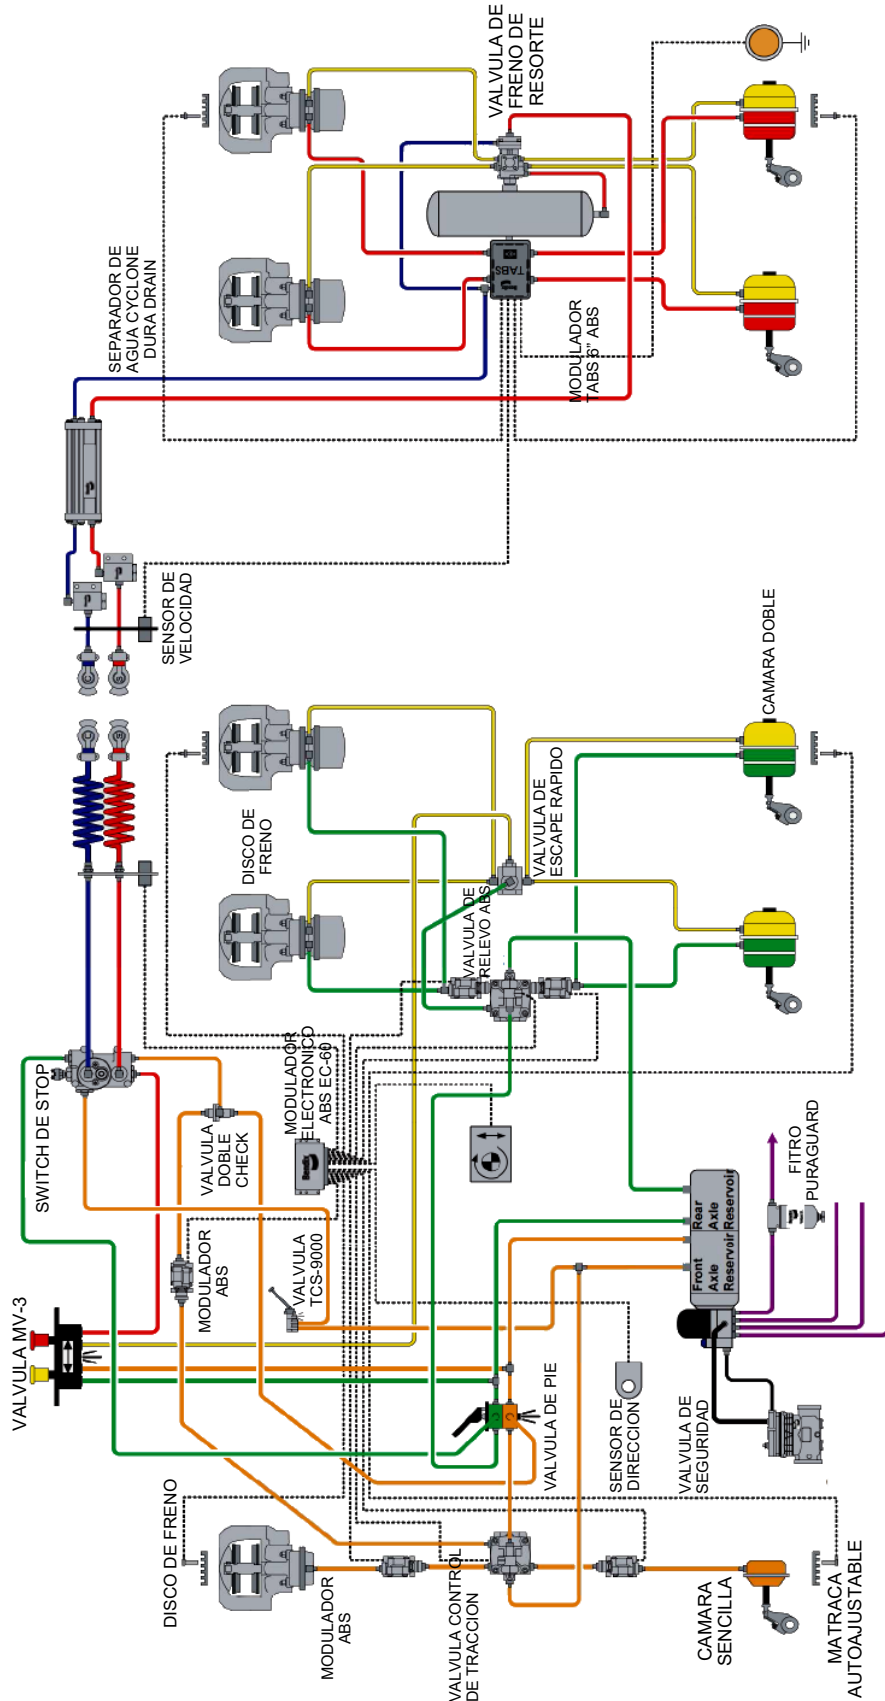 VALVULA DE
FRENO DE
RESORTE
SEPARADOR DE
AGUA CYCLONE
DURA DRAIN
TABS
MODULADOR
TABS 6" ABS
SENSOR DE
VELOCIDAD
C
S
C
S
CAMARA DOBLE
DISCO DE
FRENO
VALVULA DE
ESCAPE RAPIDO
VALVULA DE
RELEVO ABS
SWITCH DE STOP
VALVULA
DOBLE
CHECK
MODULADOR
ELECTRONICO
ABS EC-60
Bendix
FITRO
PURAGUARD
Rear
Axle
Reservoir
Front
Axle
Reservoir
VALVULA MV-3
MODULADOR
ABS
VALVULA
TCS-9000
VALVULA DE PIE
SENSOR DE
DIRECCION
VALVULA DE
SEGURIDAD
DISCO DE FRENO
MODULADOR
ABS
VALVULA CONTROL
DE TRACCION
CAMARA
SENCILLA
MATRACA
AUTOAJUSTABLE